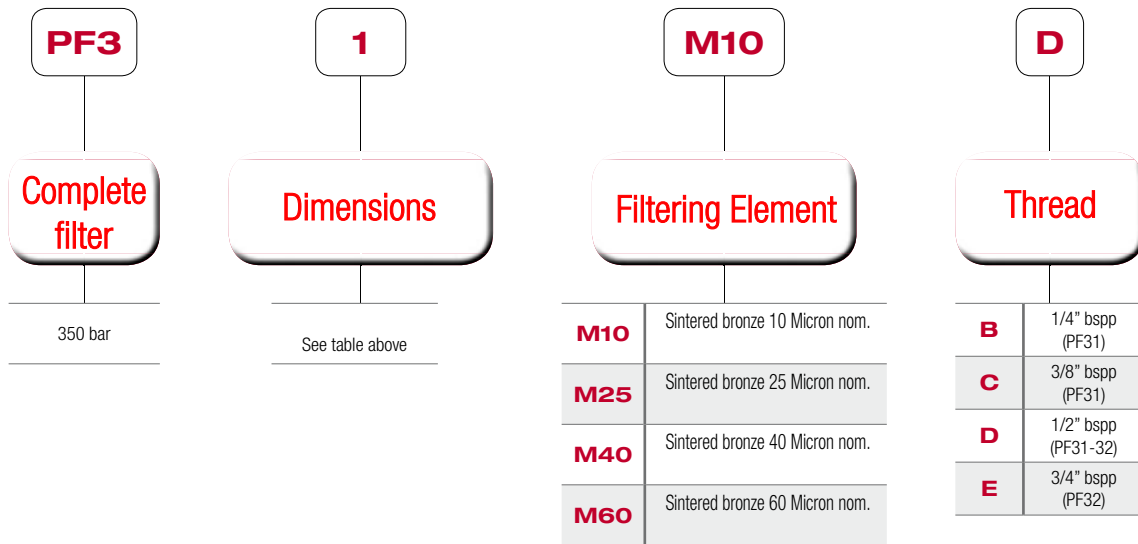 PF3
1
M10
D
Complete
filter
Dimensions
Filtering Element
Thread
350 bar
See table above
M10 Sintered bronze 10 Micron nom.
M25 Sintered bronze 25 Micron nom.
M40 Sintered bronze 40 Micron nom.
M60 Sintered bronze 60 Micron nom.
B 1/4” bspp
(PF31)
C 3/8” bspp
(PF31)
D 1/2” bspp
(PF31-32)
E 3/4” bspp
(PF32)